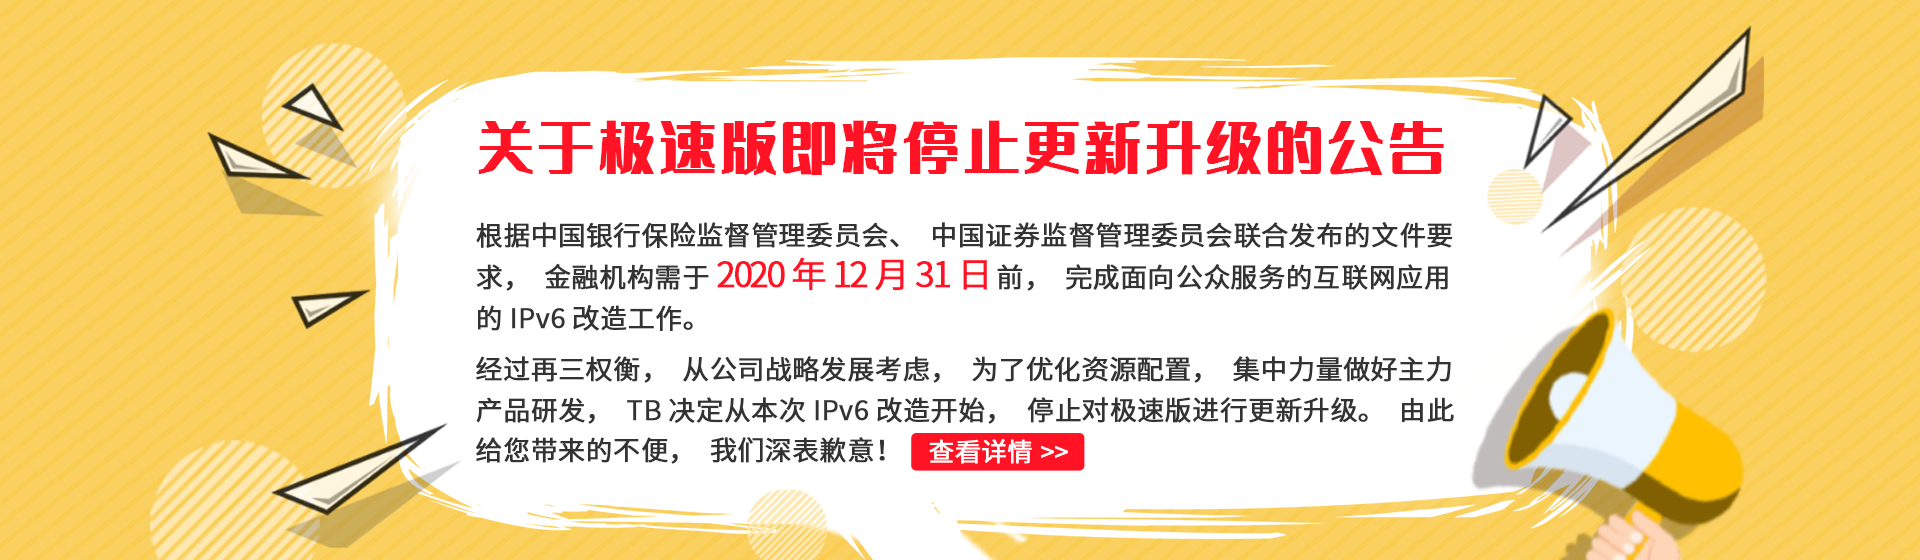 关于极速版即将停止更新升级的公告
根据中国银行保险监督管理委员会、 中国证券监督管理委员会联合发布的文件要
求， 金融机构需于 2020 年 12 月 31 日前， 完成面向公众服务的互联网应用
的 IPv6 改造工作。
经过再三权衡， 从公司战略发展考虑， 为了优化资源配置， 集中力量做好主力
产品研发， TB 决定从本次 IPv6 改造开始， 停止对极速版进行更新升级。 由此
给您带来的不便， 我们深表歉意！ 查看详情 >>